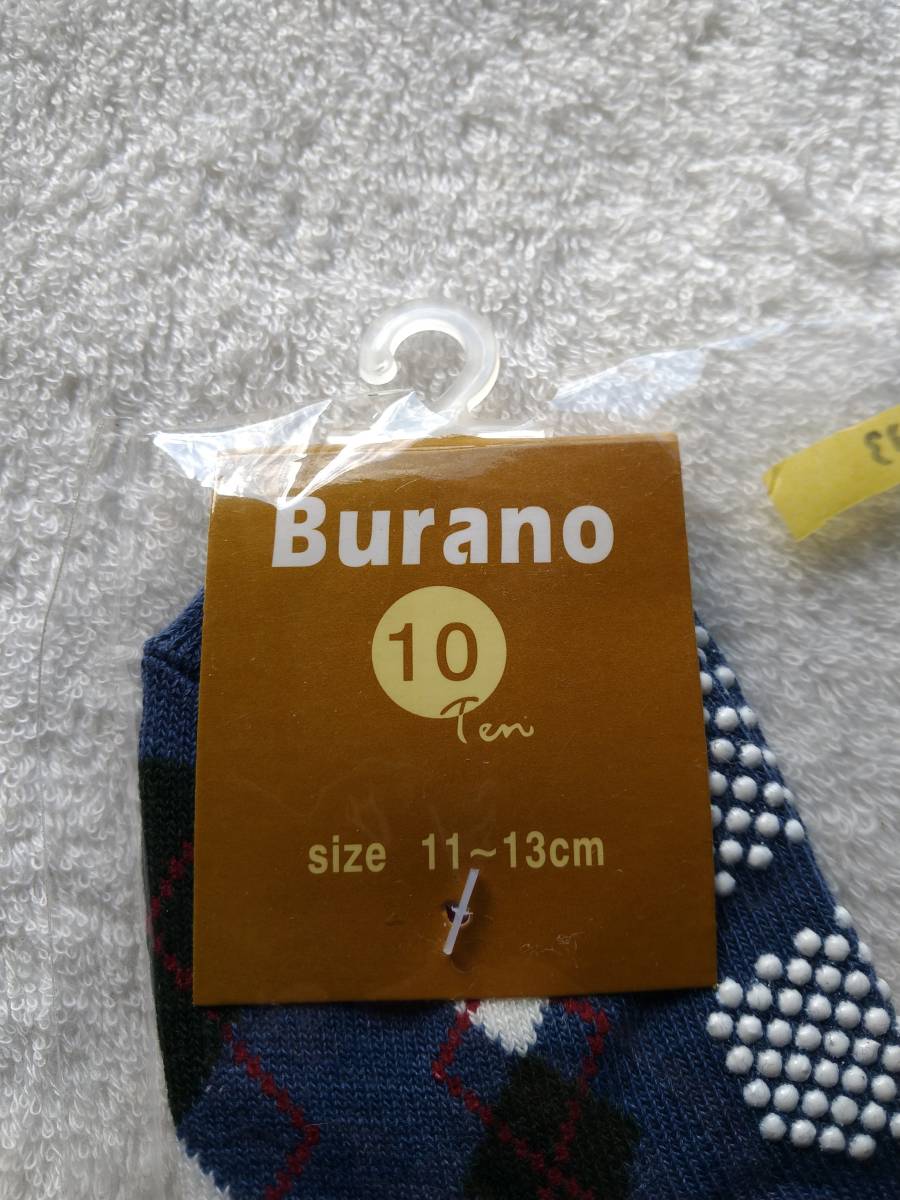 Burano
10
Ten
size 11~13cm